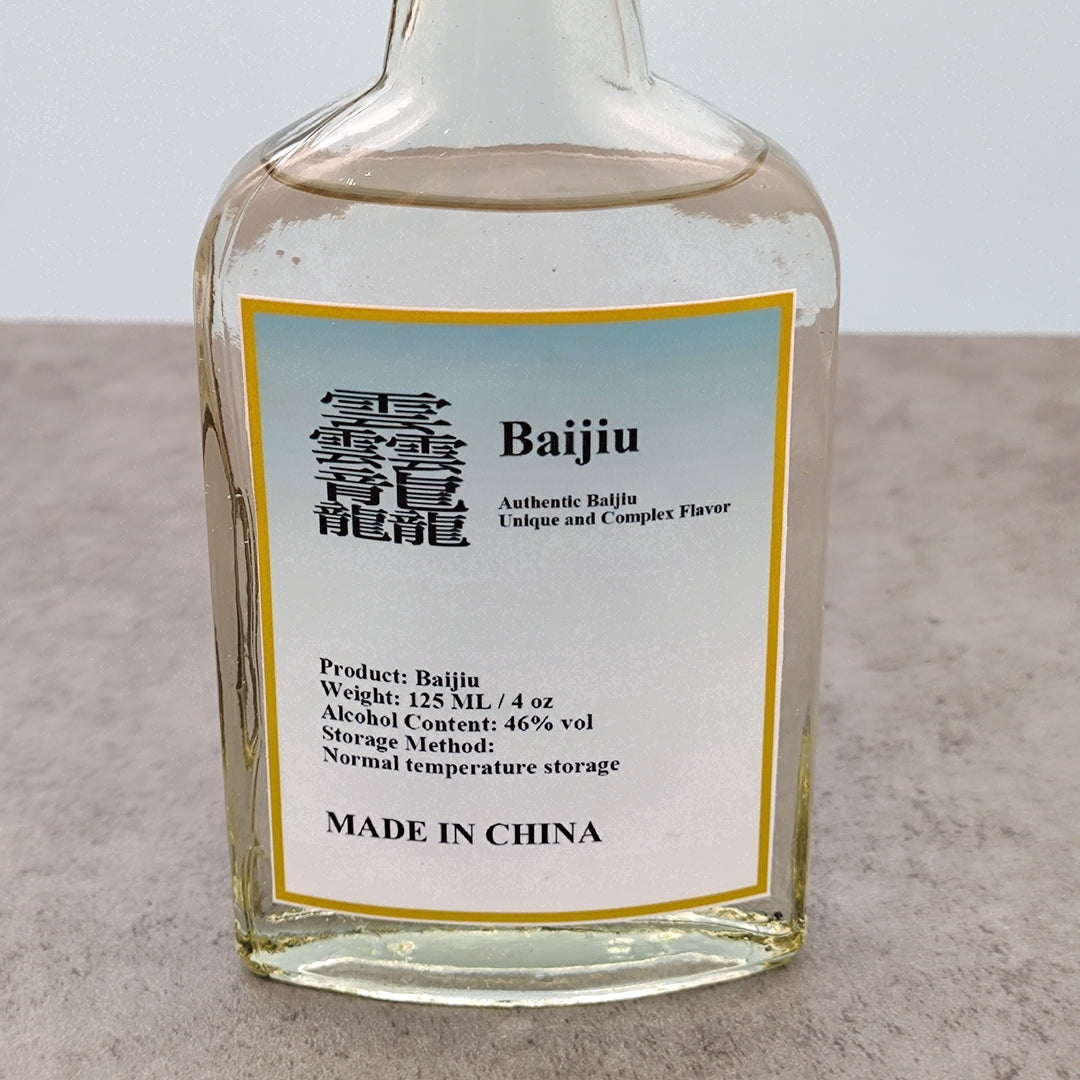 𱁬
Baijiu
Authentic Baijiu
Unique and Complex Flavor
Product: Baijiu
Weight: 125 ML / 4 oz
Alcohol Content: 46% vol
Storage Method:
Normal temperature storage
MADE IN CHINA